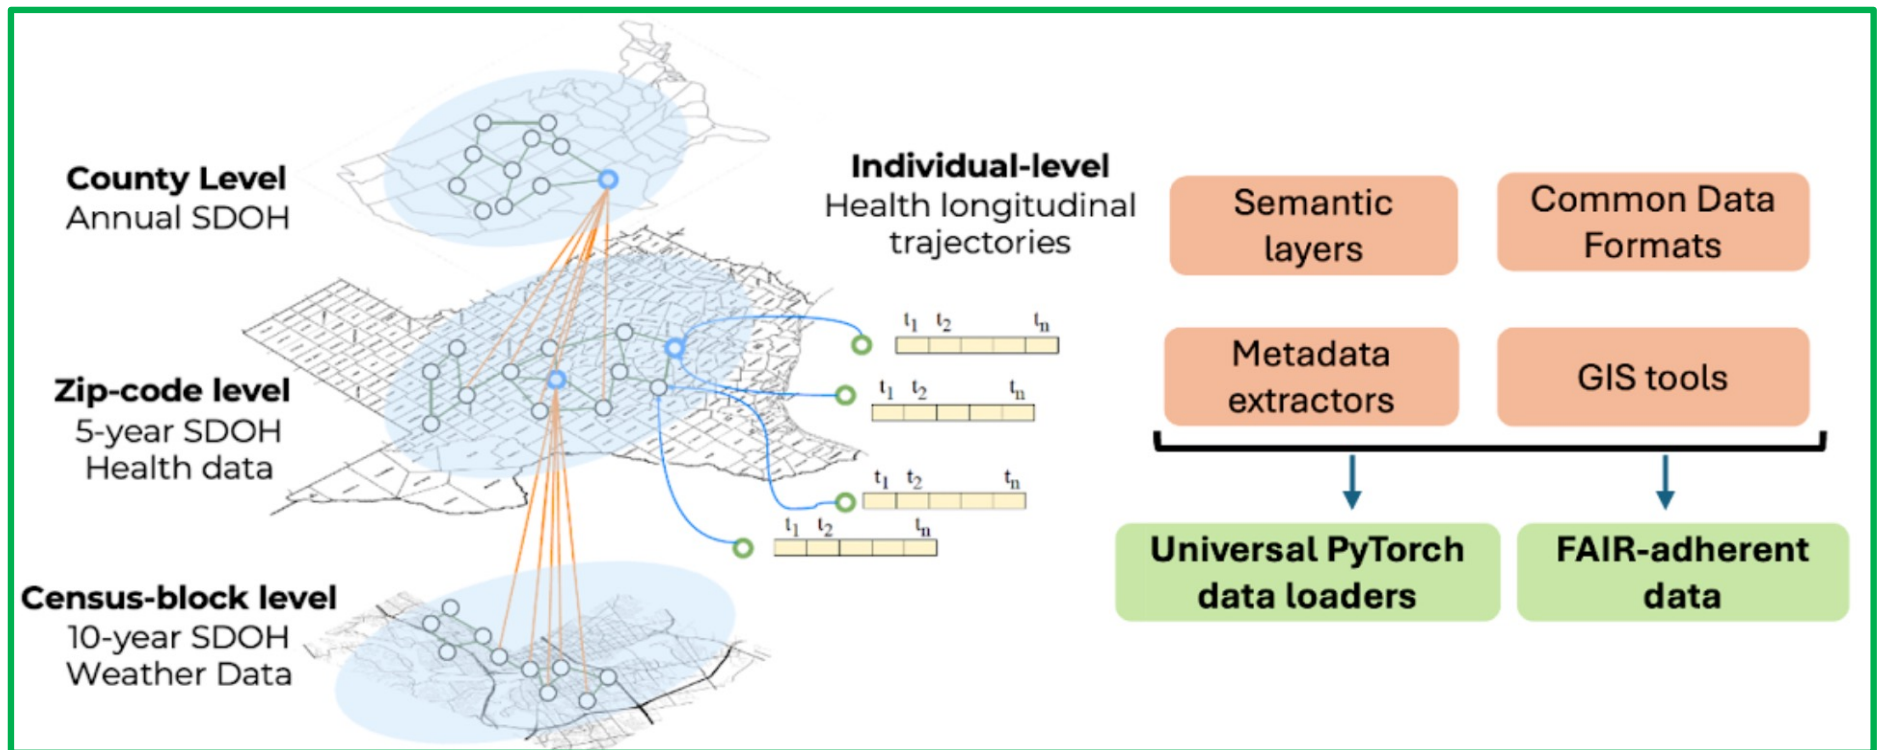 County Level
Annual SDOH
Zip-code level
5-year SDOH
Health data
Census-block level
10-year SDOH
Weather Data
Individual-level
Health longitudinal
trajectories
t1 t2 tn
t1 t2 tn
t1 t2 tn
t1 t2 tn
Semantic
layers
Common Data
Formats
Metadata
extractors
GIS tools
Universal PyTorch
data loaders
FAIR-adherent
data